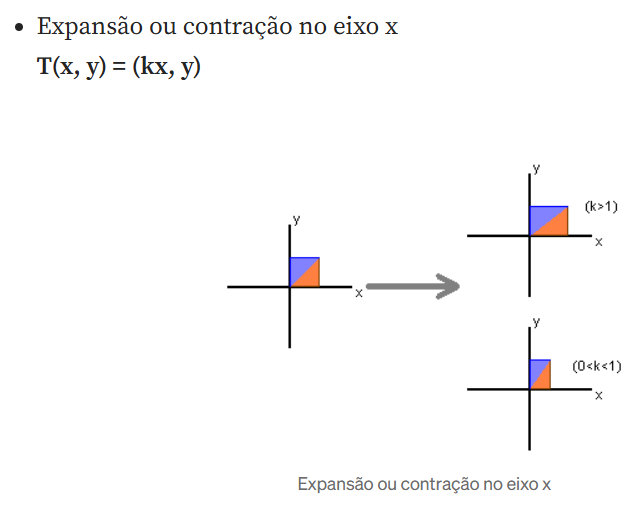 Expansão ou contração no eixo x
T(x, y) = (kx, y)
y
x
y
(k>1)
x
y
(0<k<1)
x
Expansão ou contração no eixo x